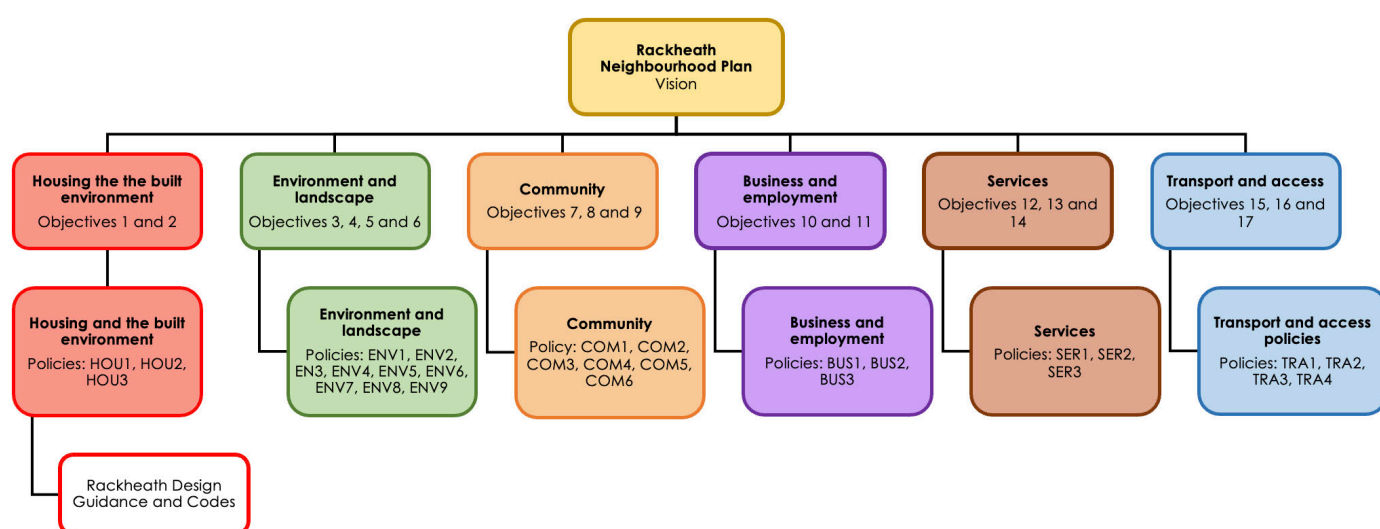 Rackheath
Neighbourhood Plan
Vision
Housing the the built
environment
Objectives 1 and 2
Environment and
landscape
Objectives 3, 4, 5 and 6
Community
Objectives 7, 8 and 9
Business and
employment
Objectives 10 and 11
Services
Objectives 12, 13 and
14
Transport and access
Objectives 15, 16 and
17
Housing and the built
environment
Policies: HOU1, HOU2,
HOU3
Environment and
landscape
Policies: ENV1, ENV2,
EN3, ENV4, ENV5, ENV6,
ENV7, ENV8, ENV9
Community
Policy: COM1, COM2,
COM3, COM4, COM5,
COM6
Business and
employment
Policies: BUS1, BUS2,
BUS3
Services
Policies: SER1, SER2,
SER3
Transport and access
policies
Policies: TRA1, TRA2,
TRA3, TRA4
Rackheath Design
Guidance and Codes